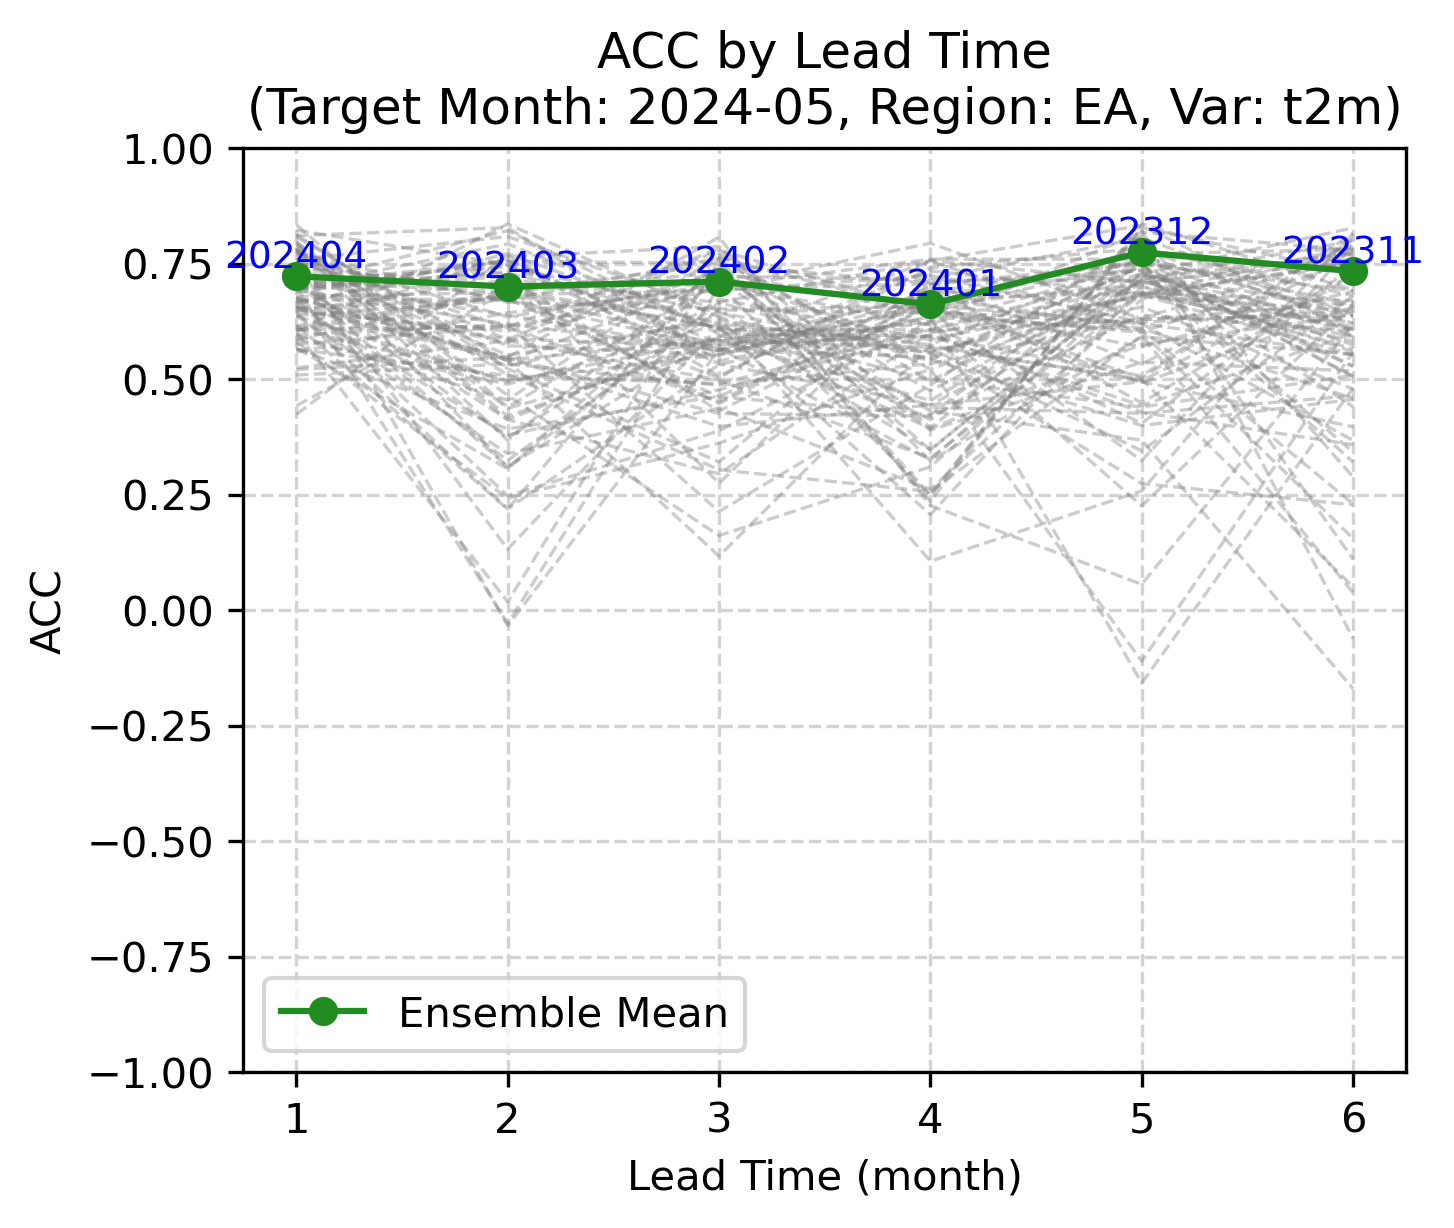 ACC by Lead Time
(Target Month: 2024-05, Region: EA, Var: t2m)
1.00
0.75
0.50
0.25
0.00
−0.25
−0.50
−0.75
−1.00
ACC
202404
202403
202402
202401
202312
202311
Ensemble Mean
1 2 3 4 5 6
Lead Time (month)